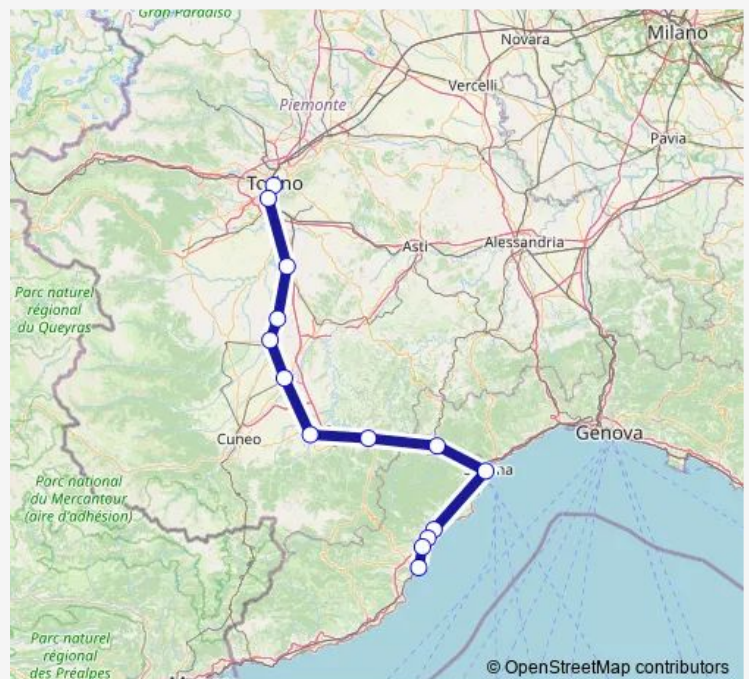 Gran Paradiso
Novara
Milano
Vercelli
Piemonte
Pavia
Asti
Alessandria
Parc naturel
régional
du Queyras
Cuneo
Genova
Parc national
du Mercantour
(aire d'adhésion)
Parc naturel
régional
des Préalpes
© OpenStreetMap contributors